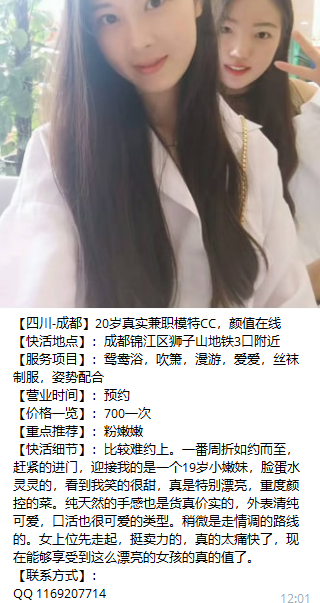 【四川-成都】20岁真实兼职模特CC，颜值在线
【快活地点】：成都锦江区狮子山地铁3口附近
【服务项目】：鸳鸯浴，吹箫，漫游，爱爱，丝袜
制服，姿势配合
【营业时间】：预约
【价格一览】：700一次
【重点推荐】：粉嫩嫩
【快活细节】：比较难约上。一番周折如约而至，
赶紧的进门，迎接我的是一个19岁小嫩妹，脸蛋水
灵灵的，看到我笑的很甜，真是特别漂亮，重度颜
控的菜。纯天然的手感也是货真价实的，外表清纯
可爱，口活也很可爱的类型。稍微是走情调的路线
的。女上位先走起，挺卖力的，真的太痛快了，现
在能够享受到这么漂亮的女孩的真的值了。
【联系方式】：
QQ 1169207714
12:01